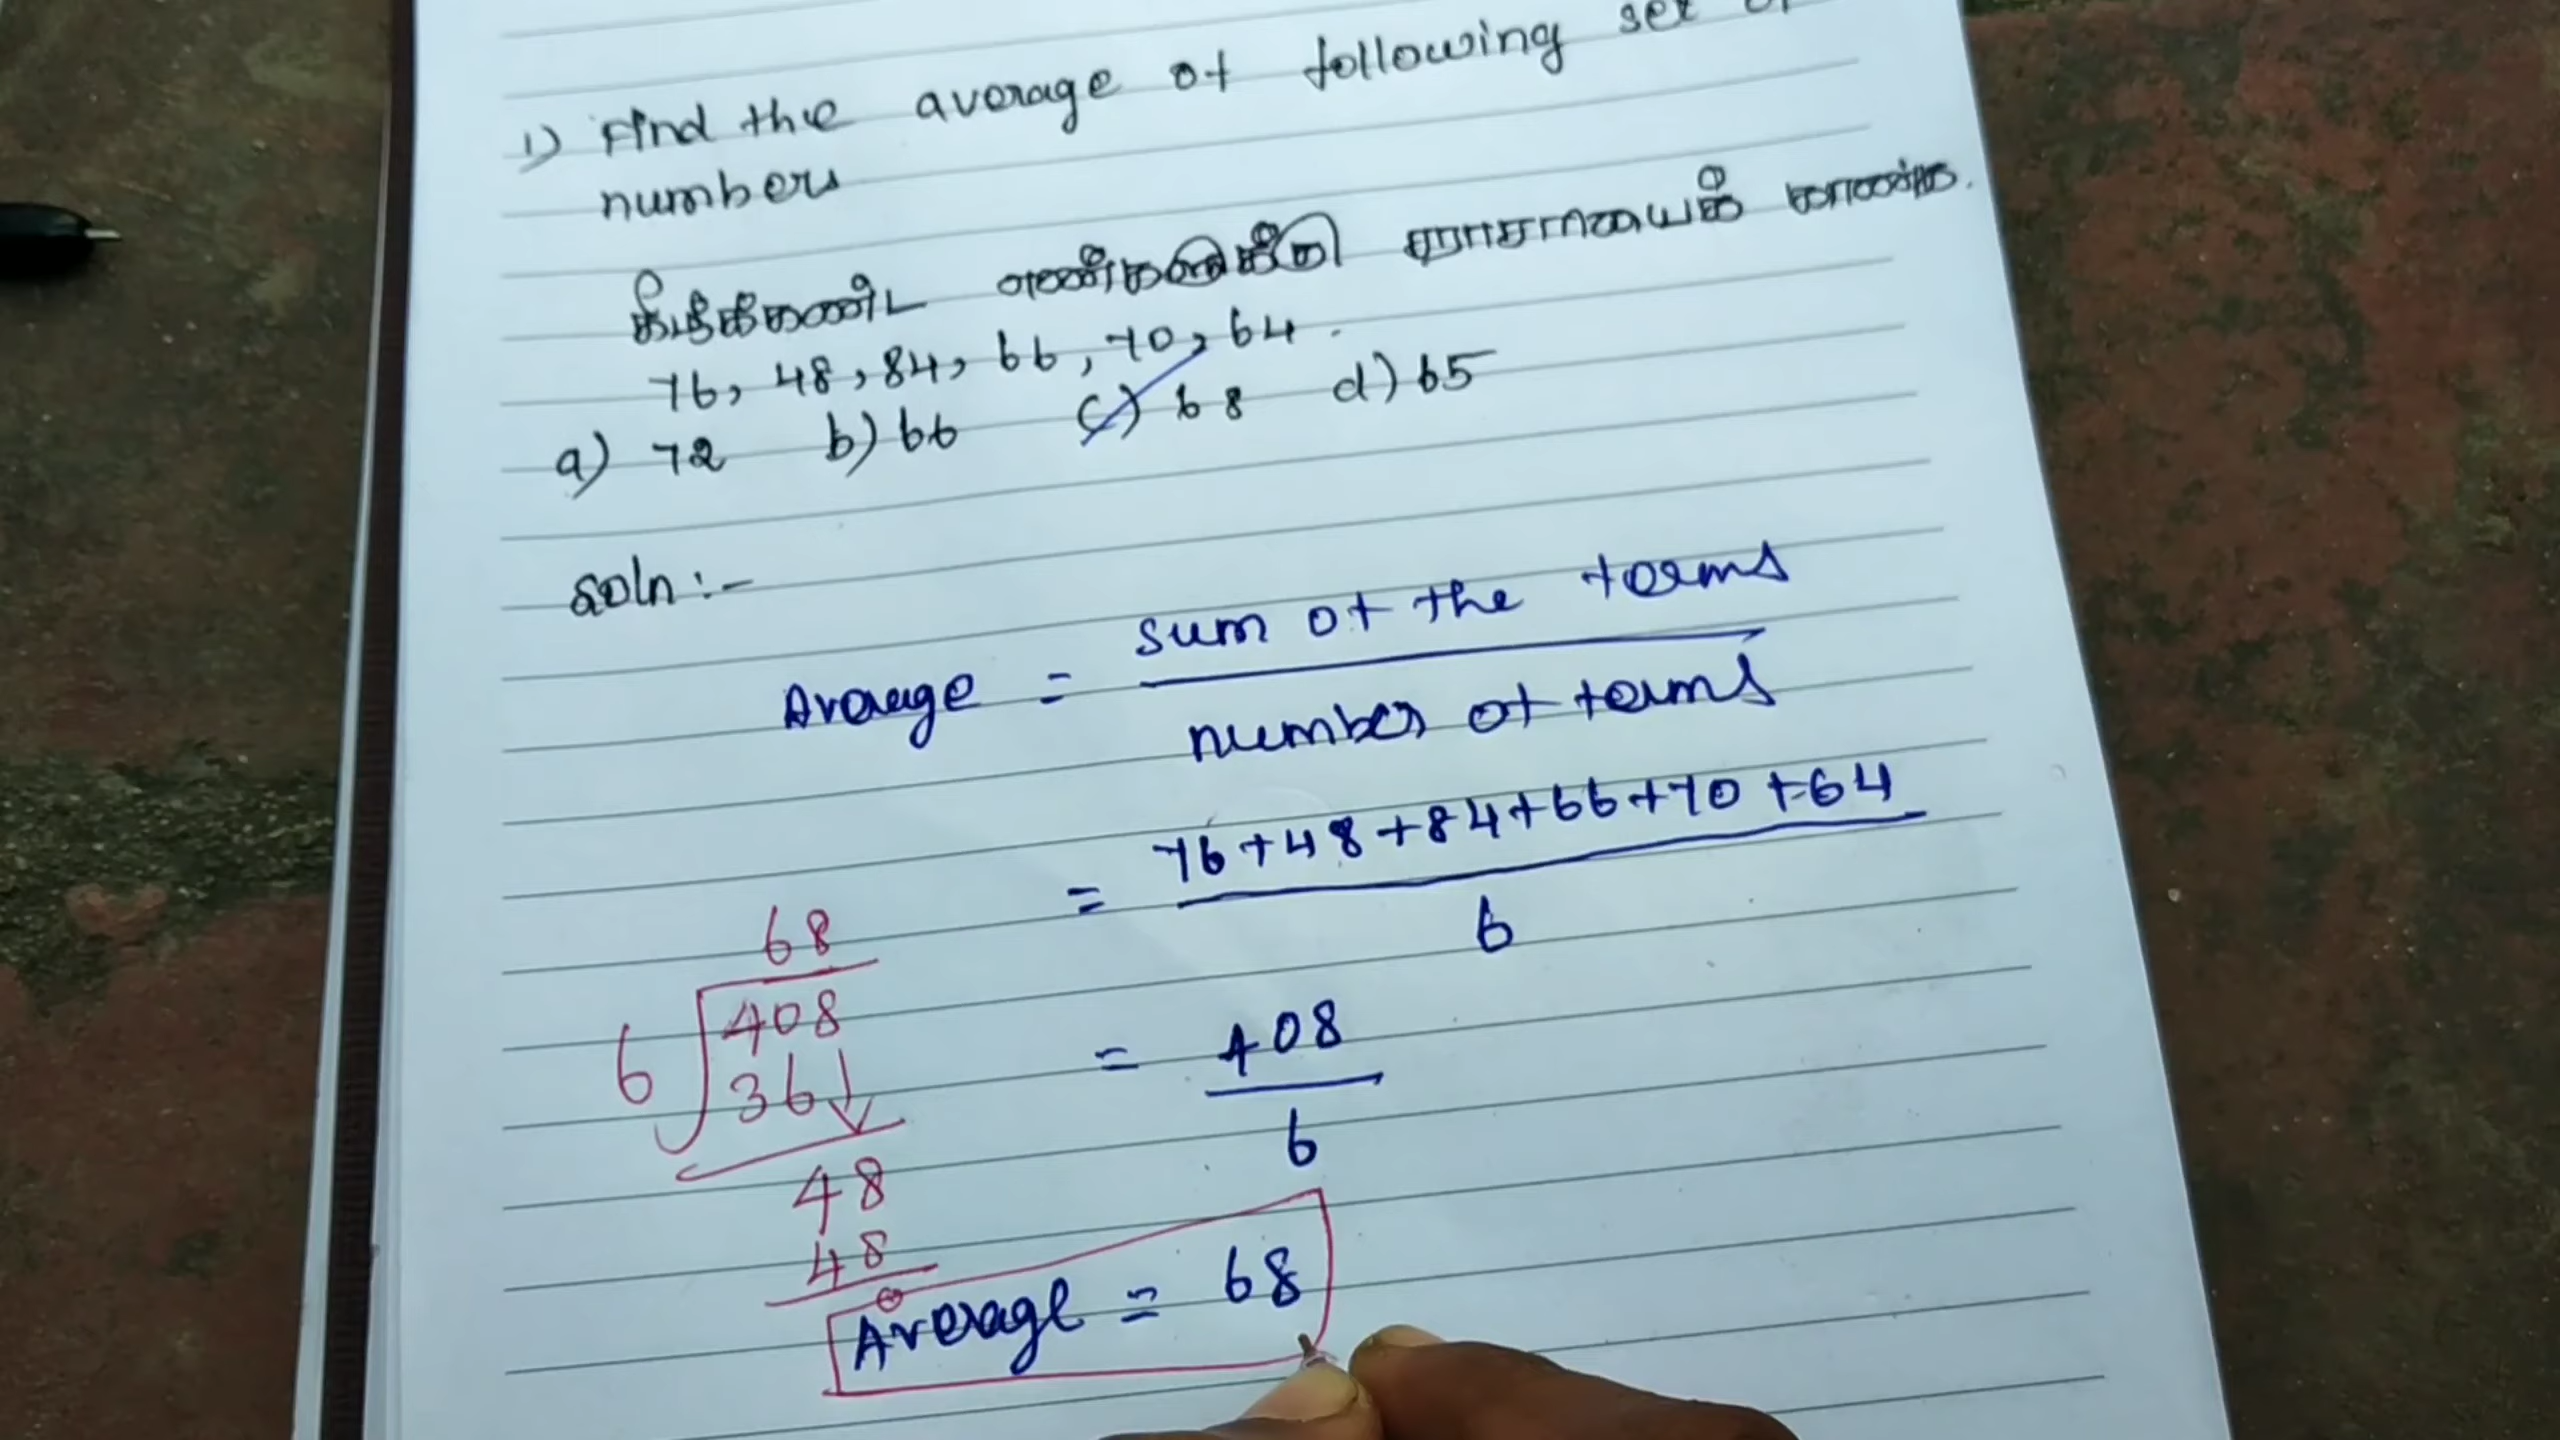 1) Find the average of following set of
numbers
கீழ்க்கண்ட எண்களுக்கு சராசரியைக் காண்க.
76, 48, 84, 66, 70, 64.
a) 72 b) 66 c) 68 d) 65
soln :-
Average = sum of the terms
number of terms
= 76+48+84+66+70+64
6
= 408
6
68
6 408
36
48
48
0
Average = 68